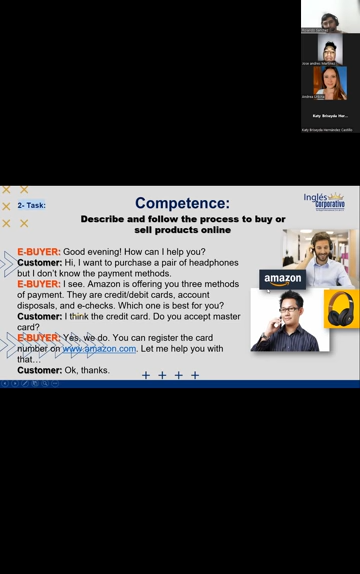 Andrea Lizbeth
Katy Briseyda Her...
Katy Briseyda Hernández Castillo
2- Task:
Competence:
Inglés
Corporativo
Describe and follow the process to buy or
sell products online
E-BUYER: Good evening! How can I help you?
Customer: Hi, I want to purchase a pair of headphones
but I don't know the payment methods.
E-BUYER: I see. Amazon is offering you three methods
of payment. They are credit/debit cards, account
disposals, and e-checks. Which one is best for you?
Customer: I think the credit card. Do you accept master
card?
E-BUYER: Yes, we do. You can register the card
number on www.amazon.com. Let me help you with
that...
Customer: Ok, thanks.
amazon